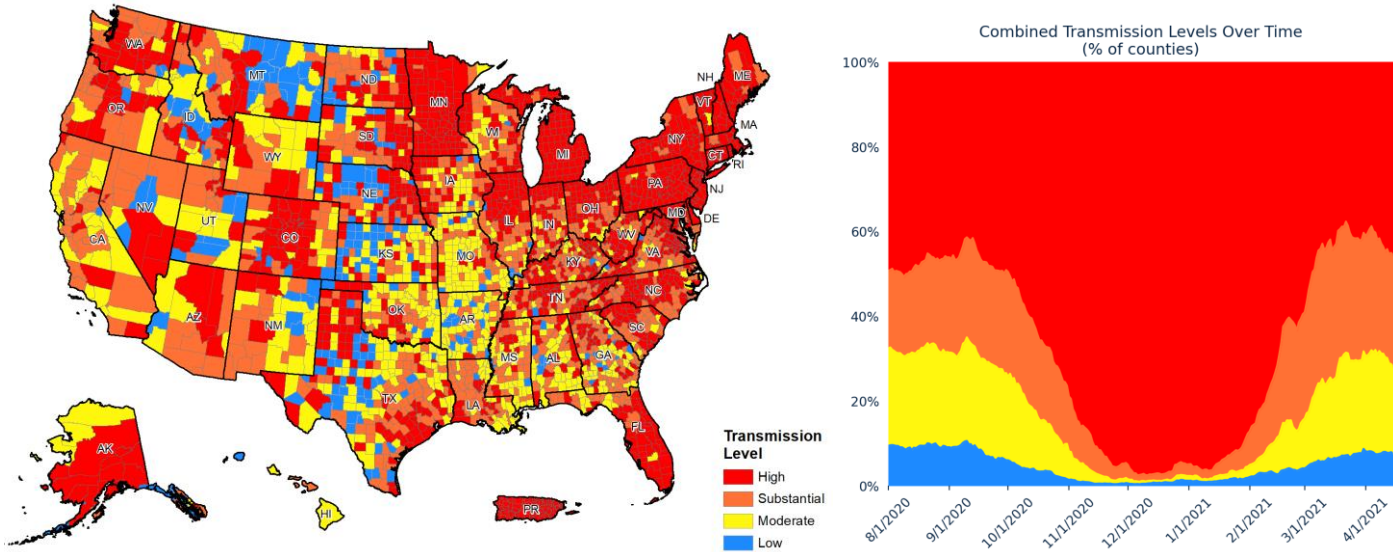 WA
OR
CA
NV
ID
MT
WY
UT
AZ
CO
NM
ND
SD
NE
KS
OK
TX
MN
IA
MO
AR
LA
WI
IL
MI
IN
OH
KY
TN
MS
AL
GA
FL
SC
NC
VA
WV
PA
NY
MD
DE
NJ
CT
RI
MA
VT
NH
ME
AK
HI
PR
Transmission
Level
High
Substantial
Moderate
Low
Combined Transmission Levels Over Time
(% of counties)
100%
80%
60%
40%
20%
0%
8/1/2020
9/1/2020
10/1/2020
11/1/2020
12/1/2020
1/1/2021
2/1/2021
3/1/2021
4/1/2021